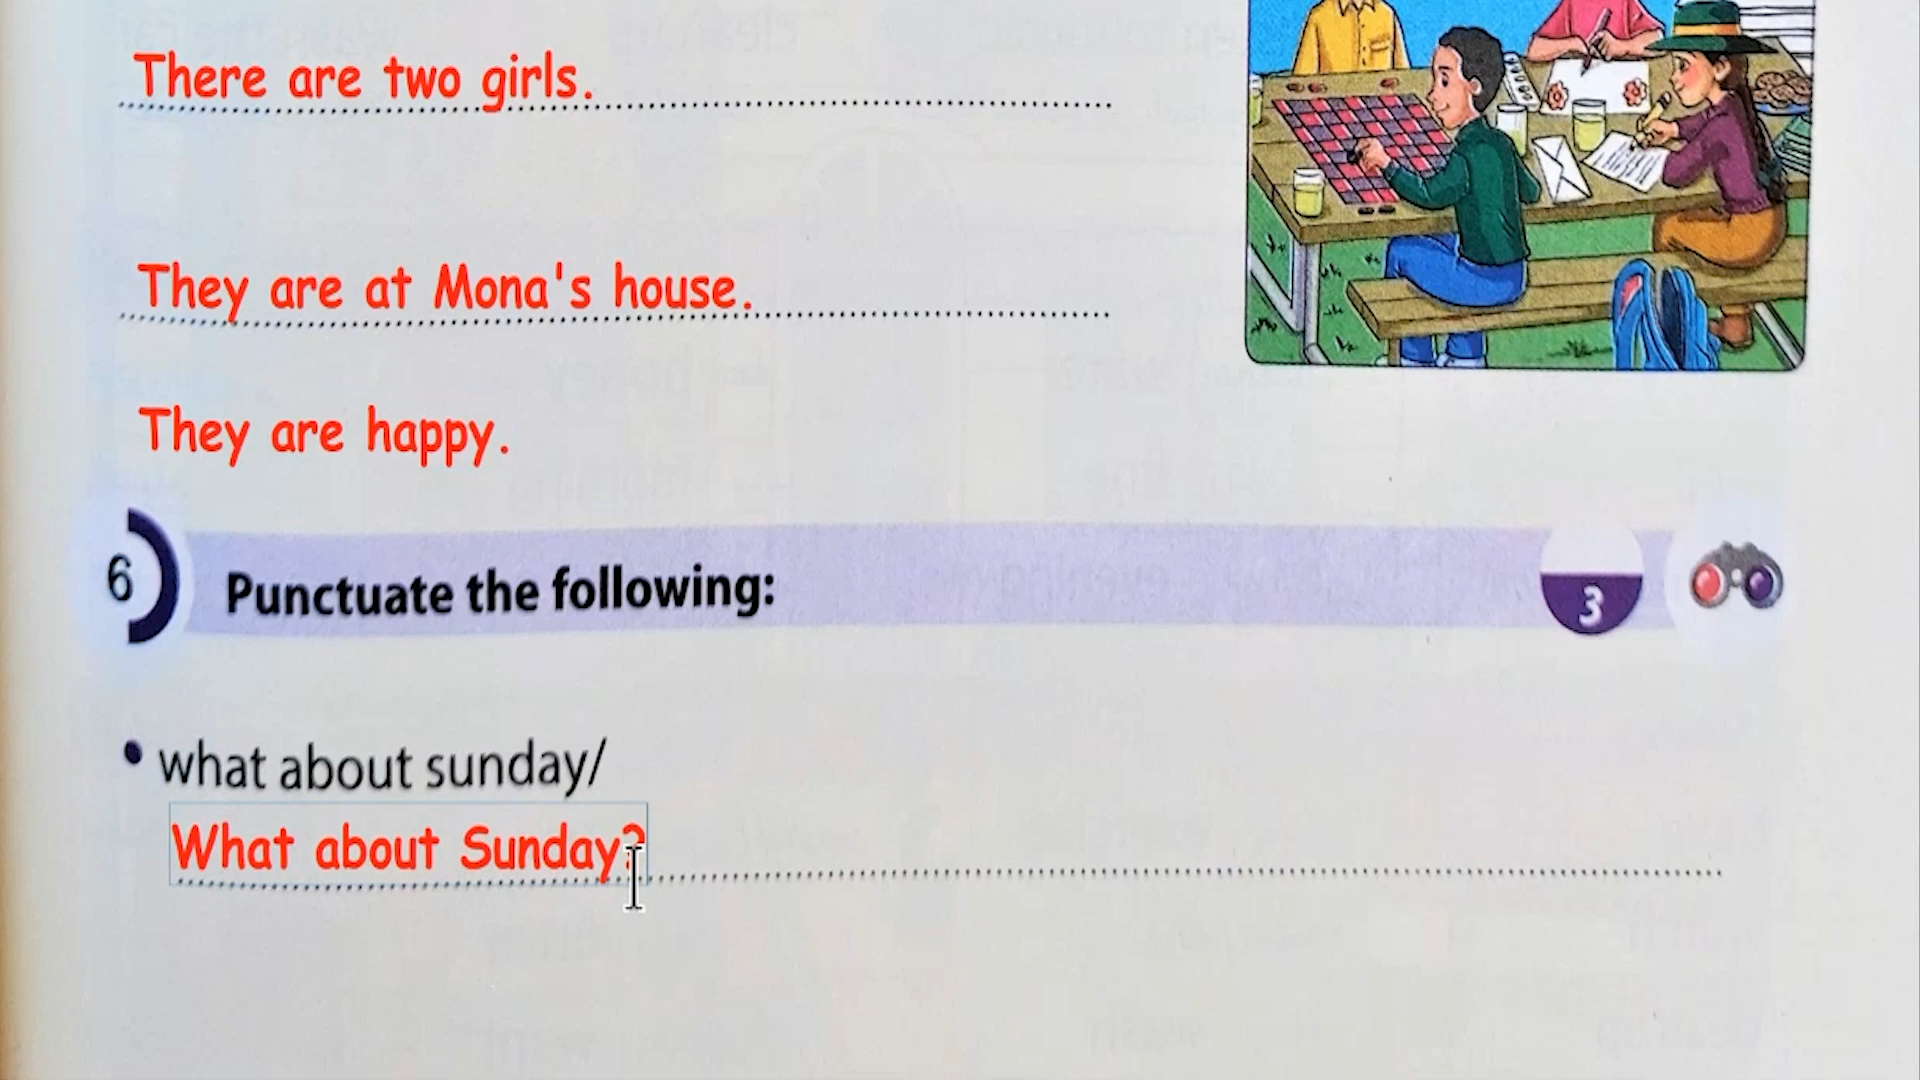 There are two girls.
They are at Mona's house.
They are happy.
6 Punctuate the following: 3
• what about sunday/
What about Sunday?